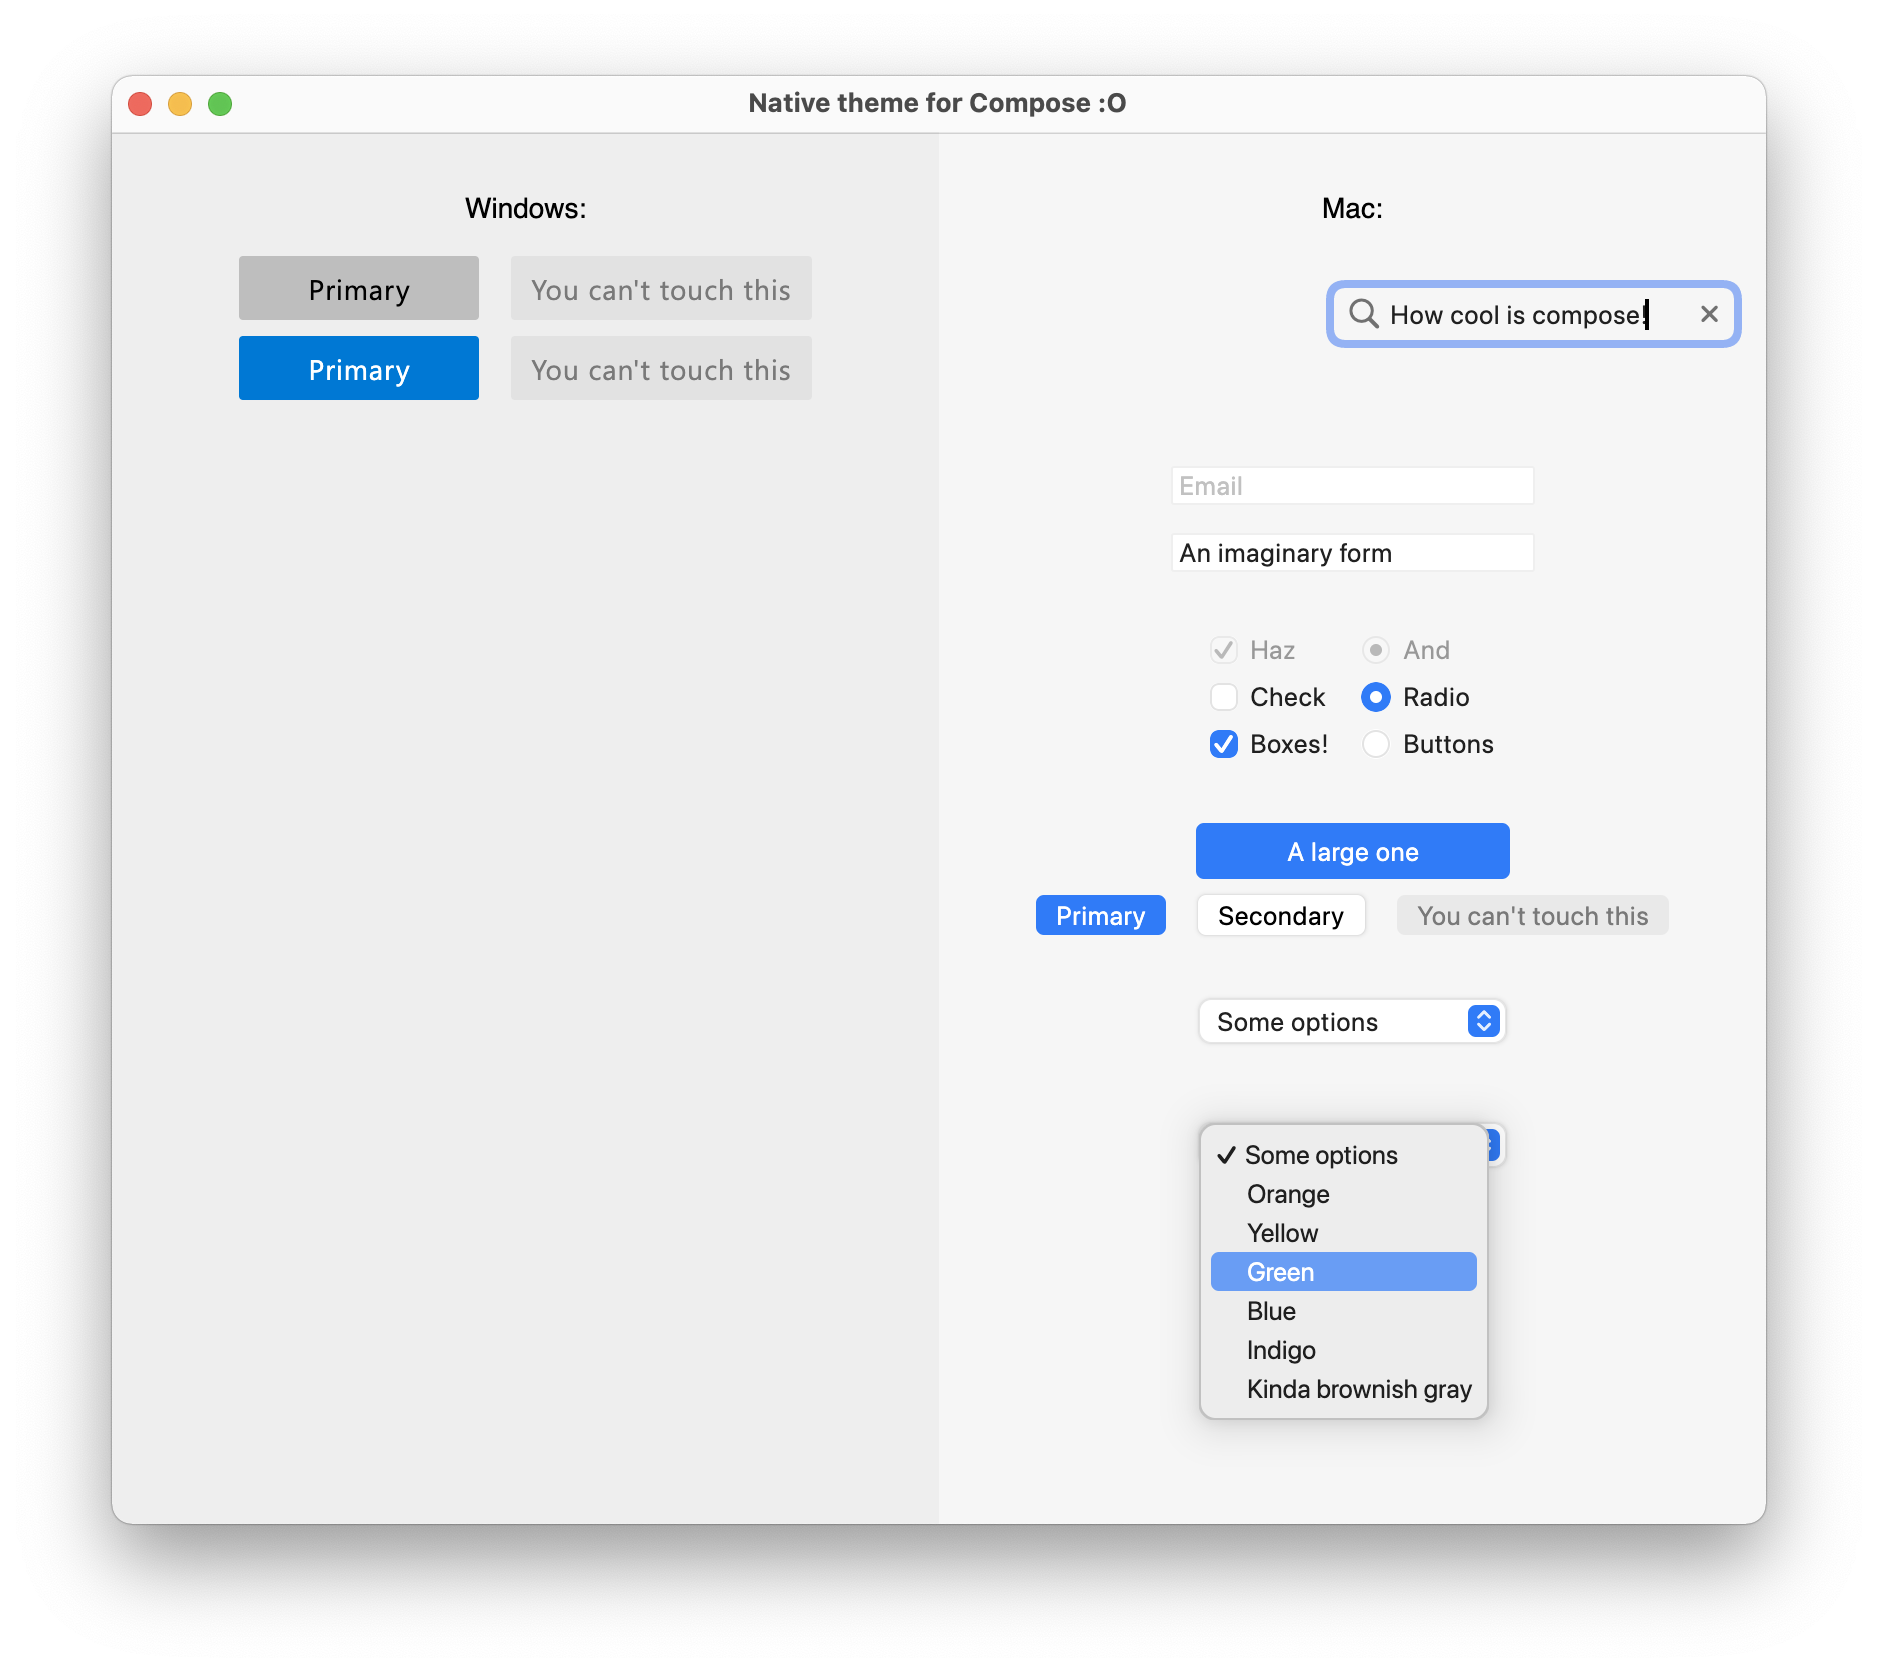 Native theme for Compose :O
Windows:
Primary
You can't touch this
Primary
You can't touch this
Mac:
How cool is compose!
Email
An imaginary form
Haz
And
Check
Radio
Boxes!
Buttons
A large one
Primary
Secondary
You can't touch this
Some options
Some options
Orange
Yellow
Green
Blue
Indigo
Kinda brownish gray